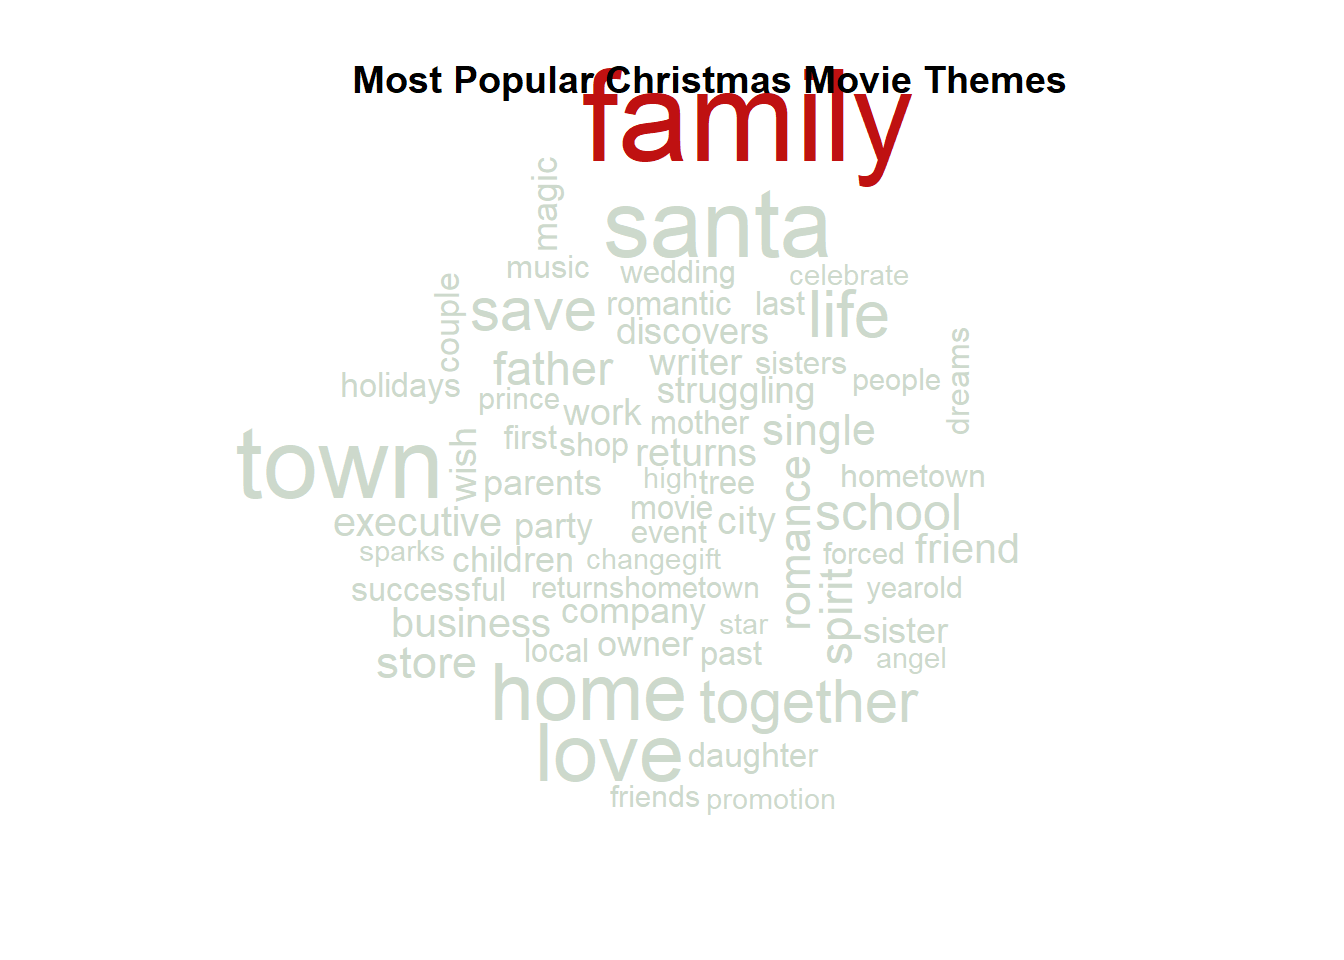 Most Popular Christmas Movie Themes
family
magic
santa
music
wedding
celebrate
couple
save
romantic
last
life
discovers
father
writer
sisters
dreams
holidays
prince
struggling
people
work
mother
single
town
wish
first
shop
returns
parents
high
tree
romance
hometown
executive
party
movie
event
city
school
sparks
children
changegift
forced
friend
successful
returnshometown
spirit
yearold
business
company
star
sister
store
local
owner
past
angel
home
together
love
daughter
friends
promotion